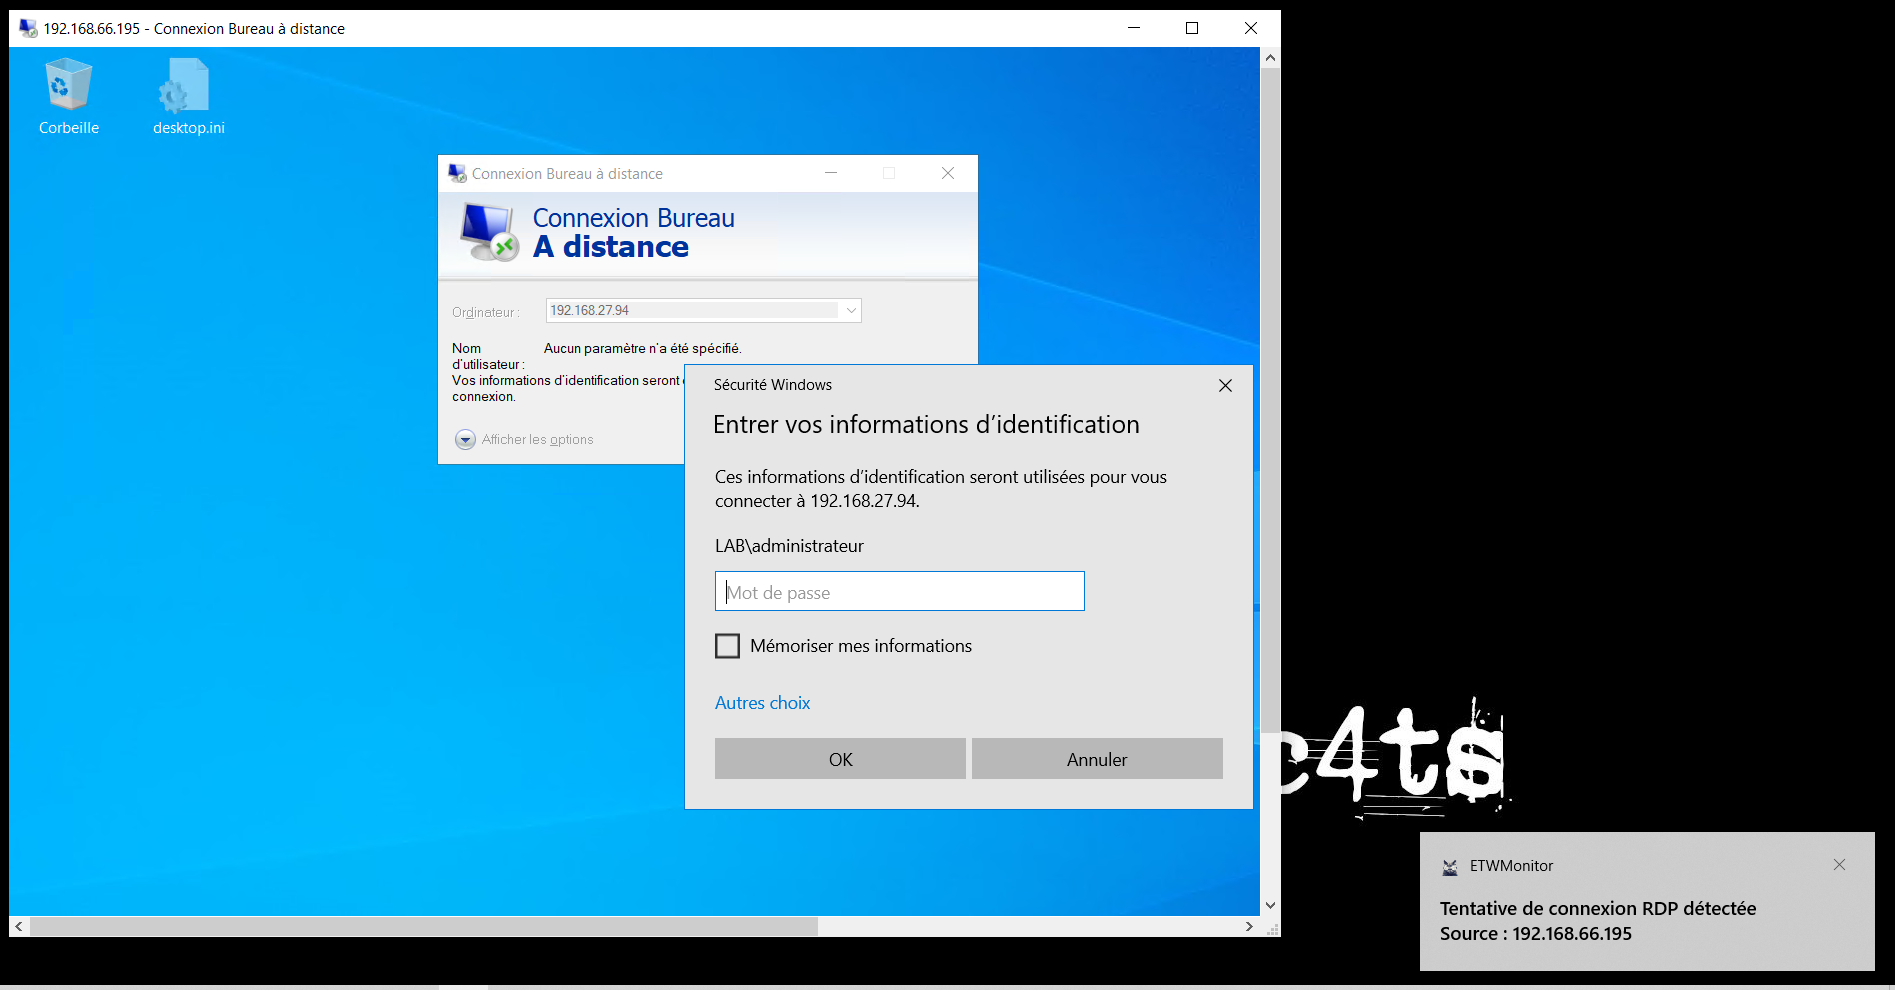 192.168.66.195 - Connexion Bureau à distance
Corbeille
desktop.ini
Connexion Bureau à distance
Connexion Bureau
A distance
Ordinateur :
192.168.27.94
Nom
d'utilisateur :
Aucun paramètre n'a été spécifié.
Vos informations d'identification seront
connexion.
Afficher les options
Sécurité Windows
Entrer vos informations d'identification
Ces informations d'identification seront utilisées pour vous
connecter à 192.168.27.94.
LAB\administrateur
Mot de passe
Mémoriser mes informations
Autres choix
OK
Annuler
c4ts
ETWMonitor
Tentative de connexion RDP détectée
Source : 192.168.66.195